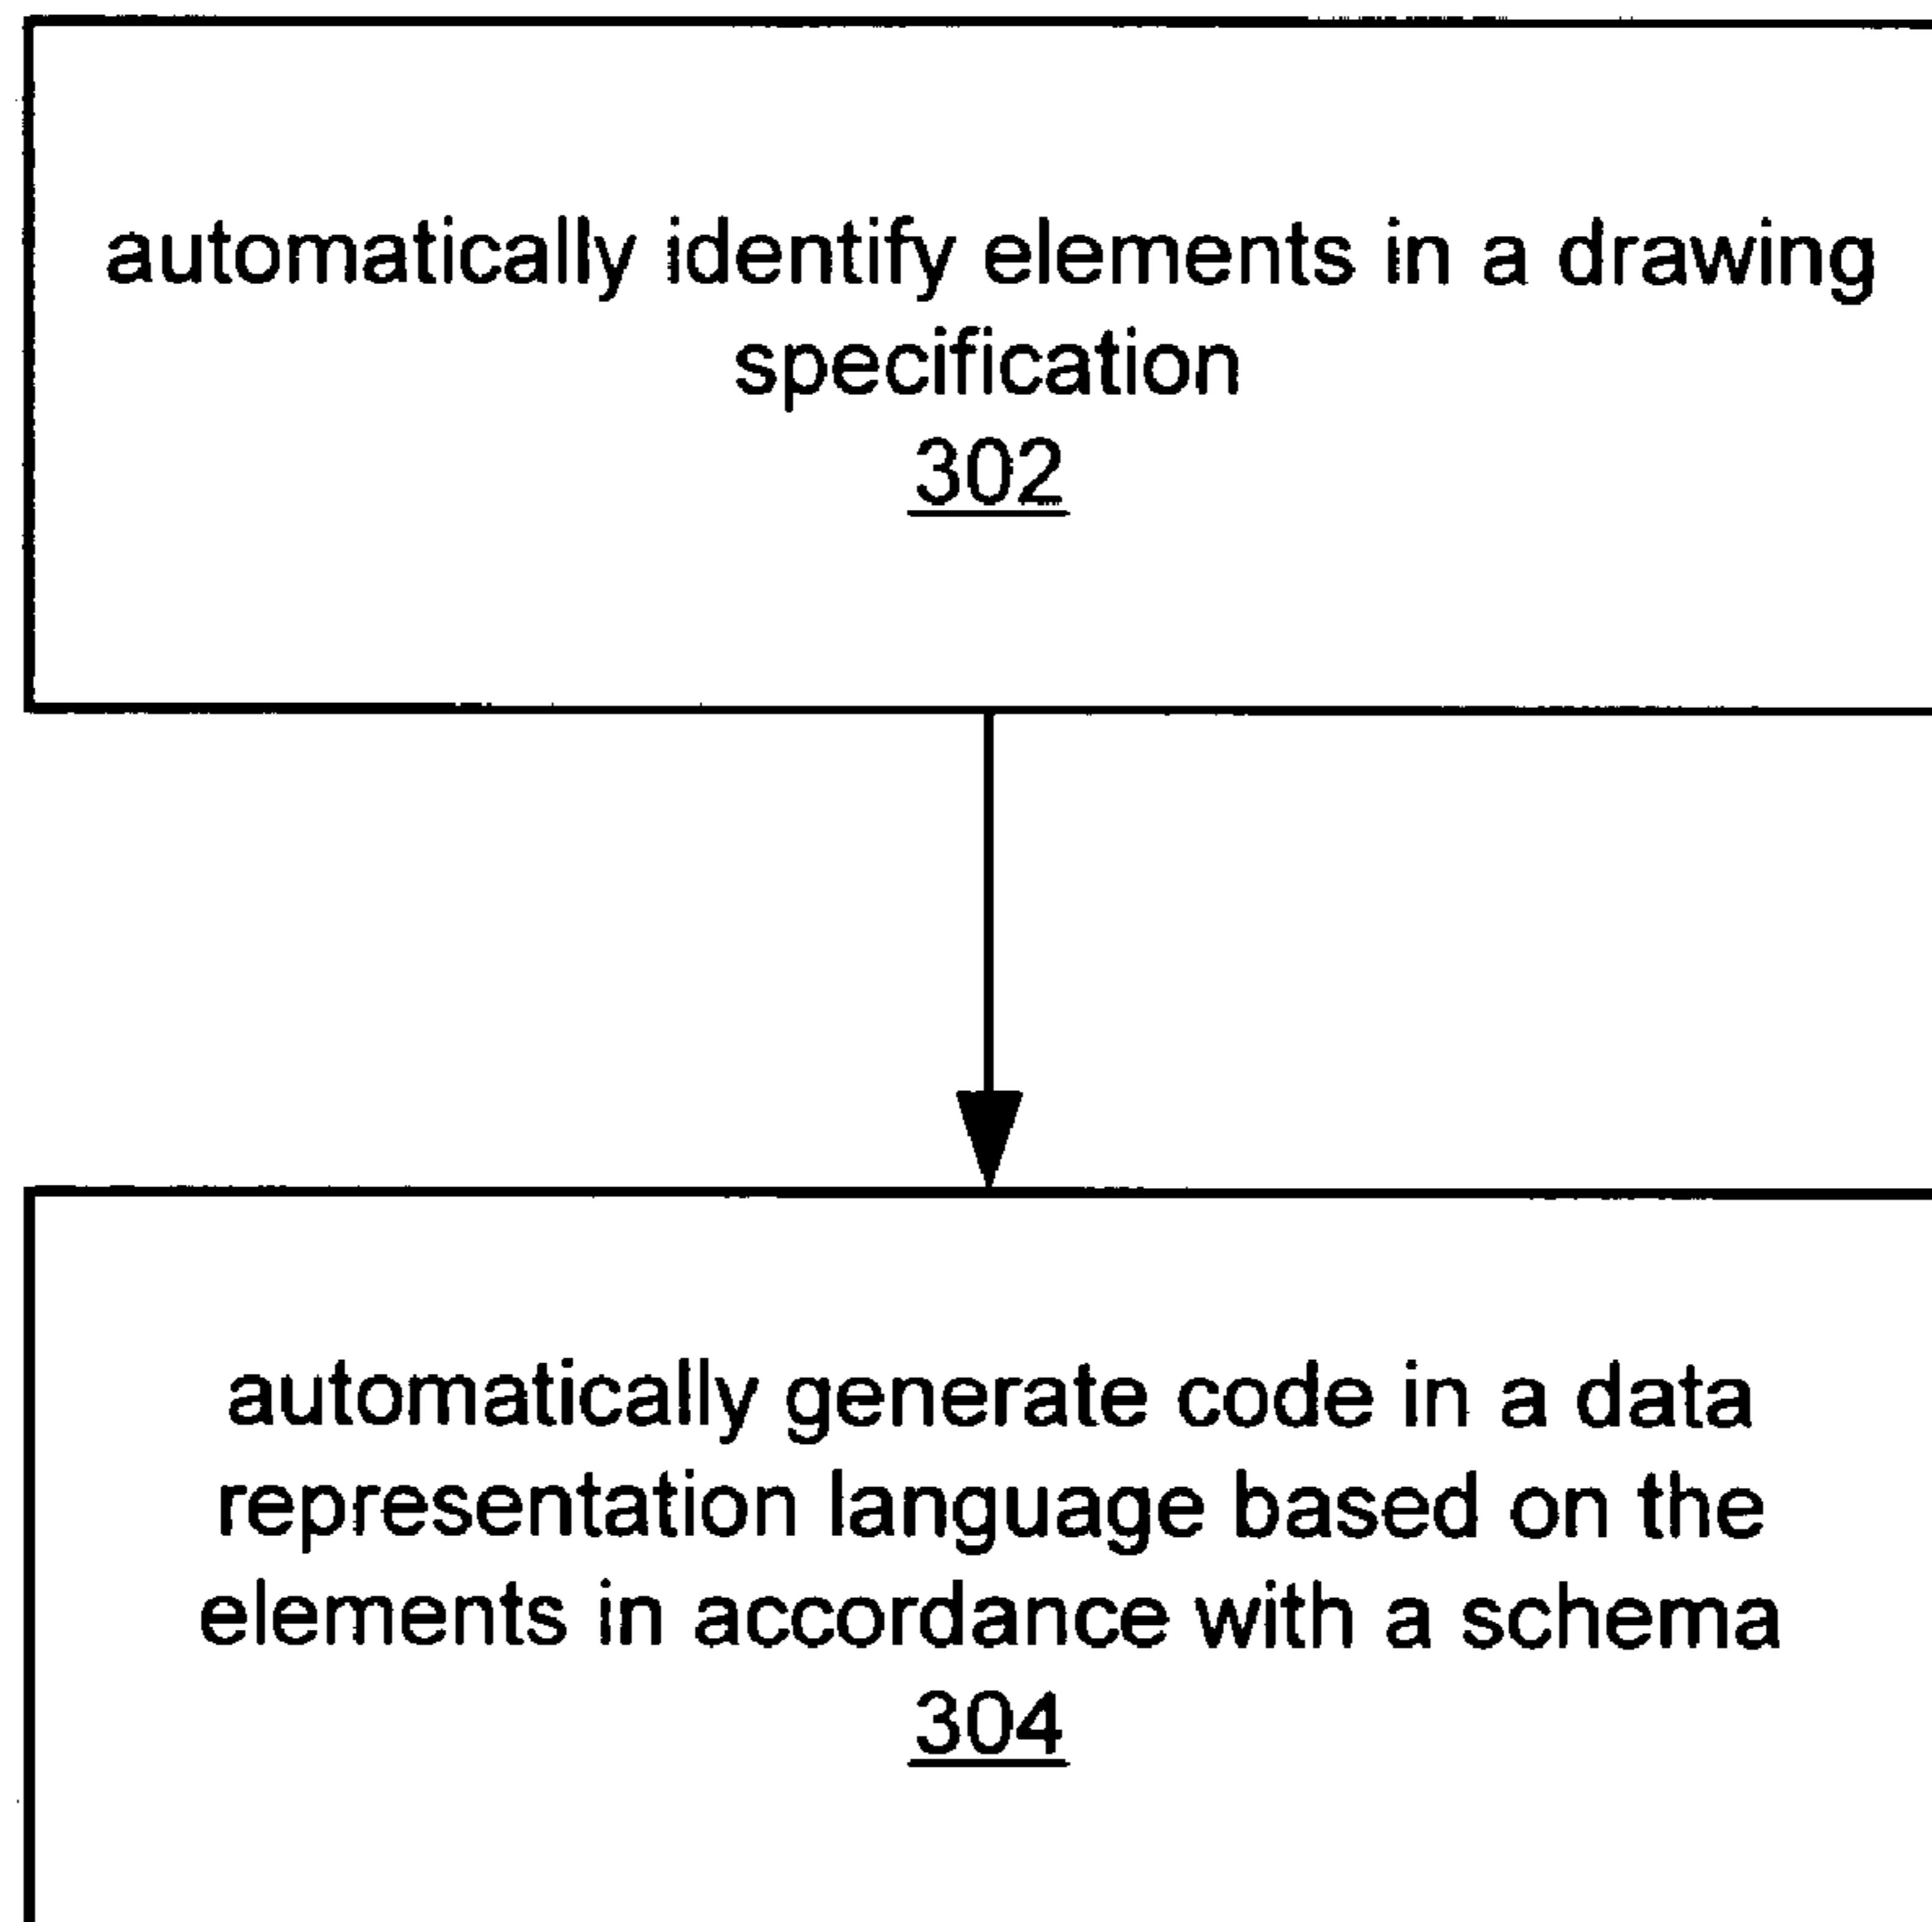 automatically identify elements in a drawing
specification
302
automatically generate code in a data
representation language based on the
elements in accordance with a schema
304